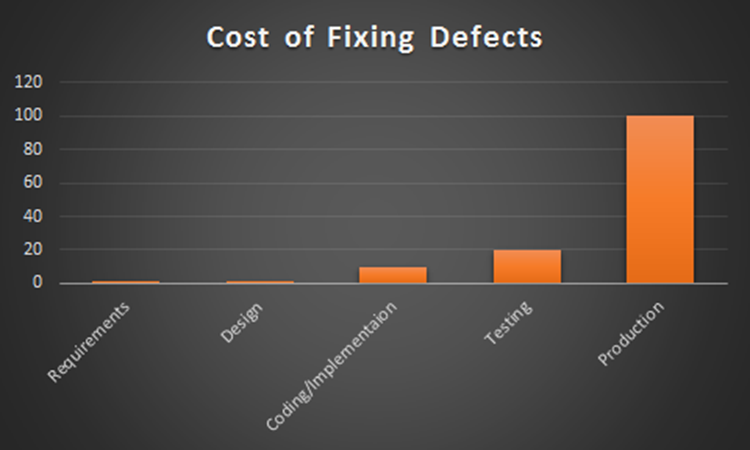 Cost of Fixing Defects
120
100
80
60
40
20
0
Requirements
Design
Coding/Implementaion
Testing
Production